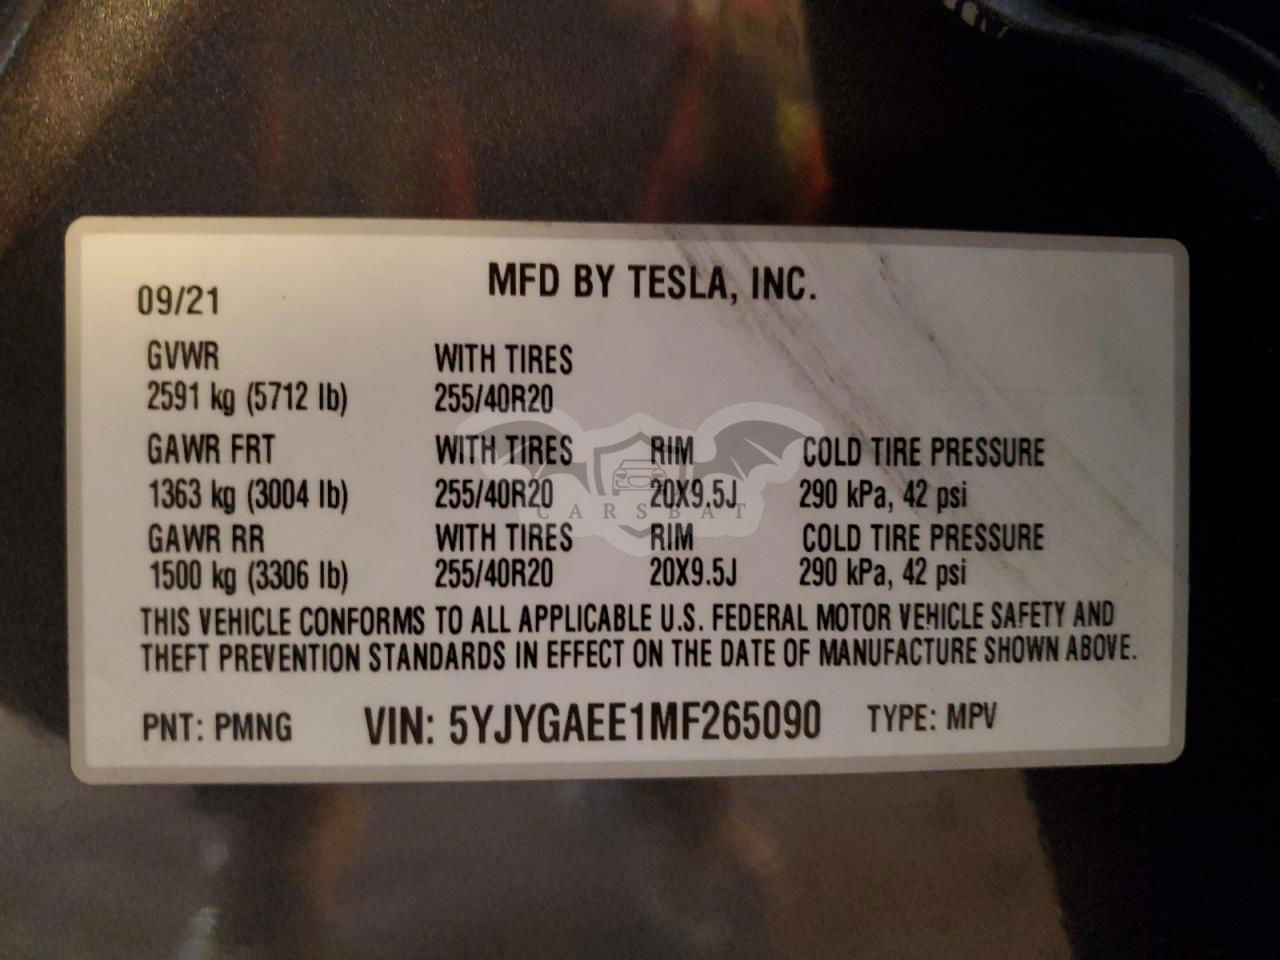 09/21 MFD BY TESLA, INC.
GVWR WITH TIRES
2591 kg (5712 lb) 255/40R20
GAWR FRT WITH TIRES RIM COLD TIRE PRESSURE
1363 kg (3004 lb) 255/40R20 20X9.5J 290 kPa, 42 psi
CARSBAT
GAWR RR WITH TIRES RIM COLD TIRE PRESSURE
1500 kg (3306 lb) 255/40R20 20X9.5J 290 kPa, 42 psi
THIS VEHICLE CONFORMS TO ALL APPLICABLE U.S. FEDERAL MOTOR VEHICLE SAFETY AND
THEFT PREVENTION STANDARDS IN EFFECT ON THE DATE OF MANUFACTURE SHOWN ABOVE.
PNT: PMNG VIN: 5YJYGAEE1MF265090 TYPE: MPV